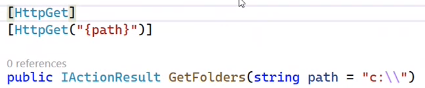 [HttpGet]
[HttpGet("{path}")]
0 references
public IActionResult GetFolders(string path = "c:\\")